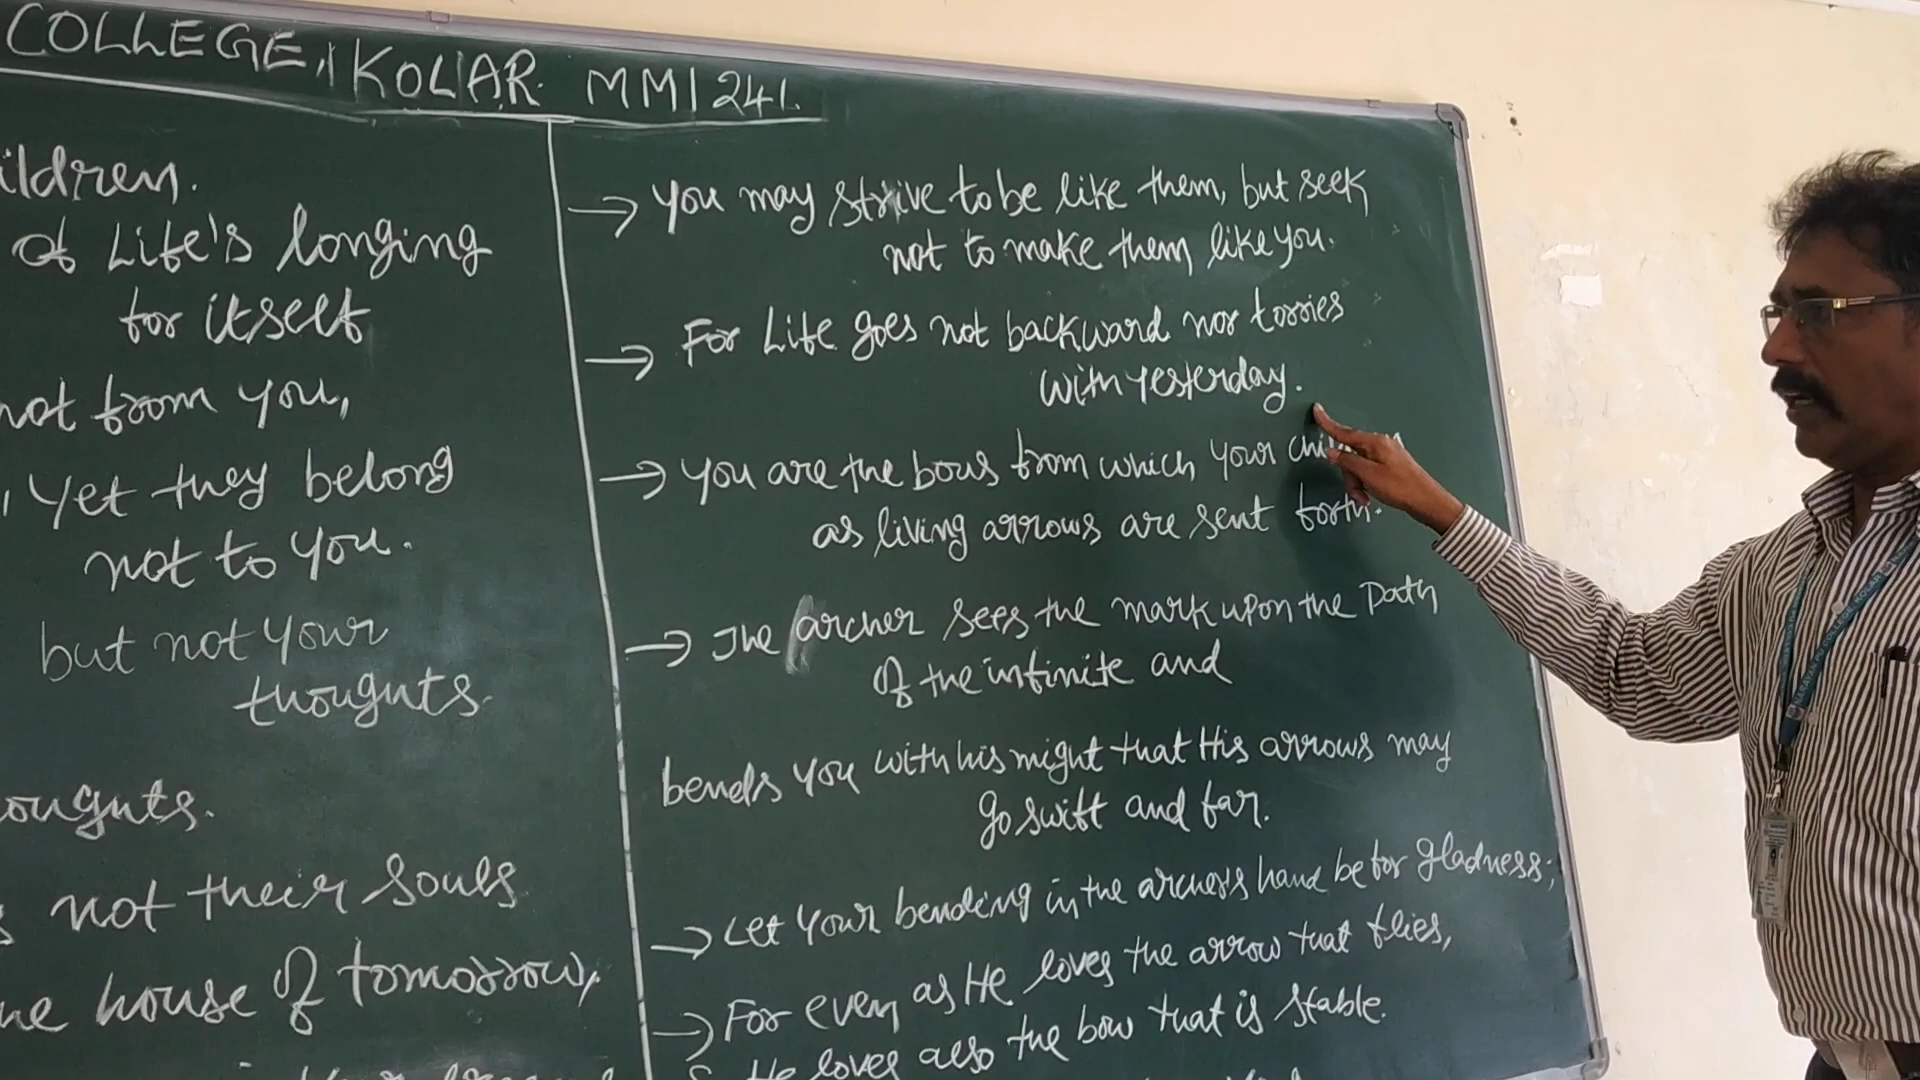 COLLEGE, KOLAR. MM1241.
ildren.
of Life's longing
for itself
not from you,
, Yet they belong
not to you.
but not your
thoughts.
oughts.
s not their souls
house of tomorrow,
→ You may strive to be like them, but seek
not to make them like you.
→ For Life goes not backward nor torries
with yesterday.
→ You are the bows from which your
as living arrows are sent forth.
→ The archer sees the mark upon the Path
of the infinite and
bends you with his might that His arrows may
go swift and far.
→ Let Your bending in the archer's hand be for gladness;
→ For even as He loves the arrow that flies,
He loves also the bow that is stable.
NARAYAN PU COLLEGE, KOLAR